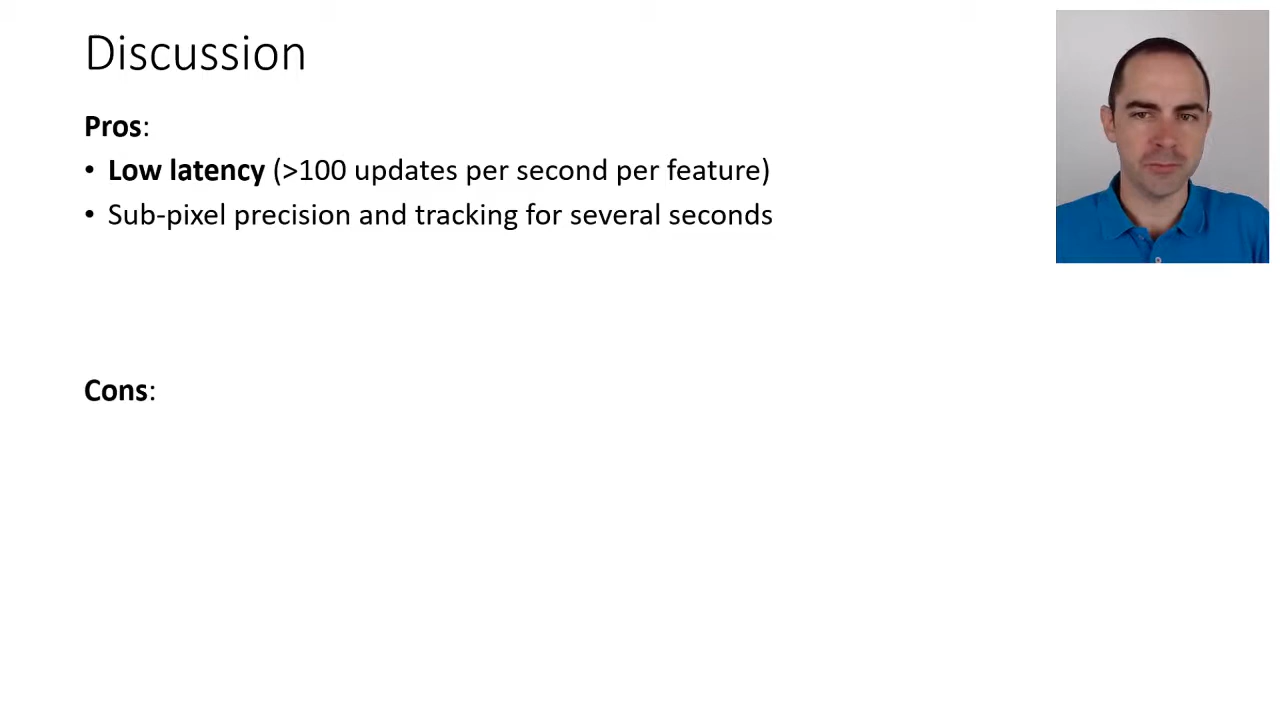 Discussion
Pros:
• Low latency (>100 updates per second per feature)
• Sub-pixel precision and tracking for several seconds
Cons: